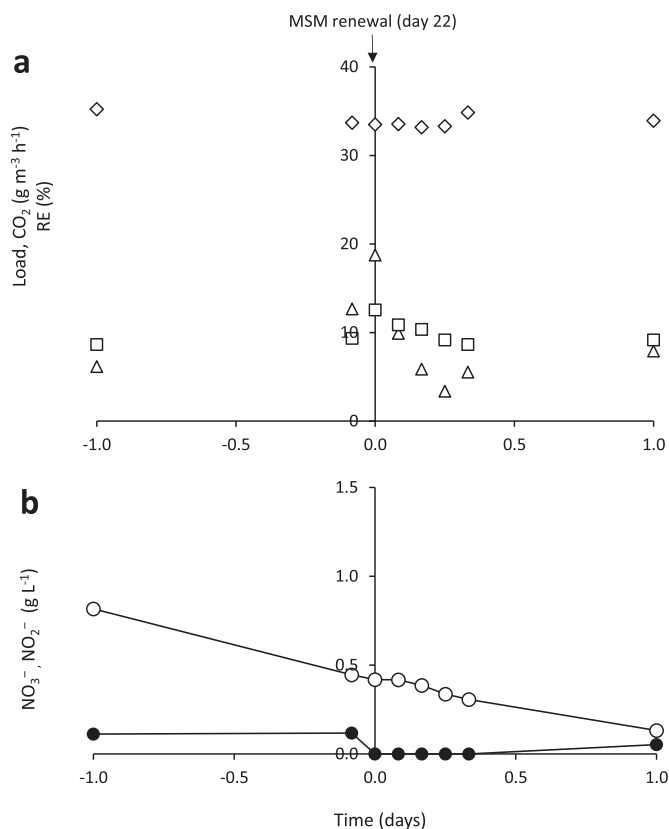 MSM renewal (day 22)
a
Load, CO₂ (g m⁻³ h⁻¹)
RE (%)
40
30
20
10
0
-1.0 -0.5 0.0 0.5 1.0
b
NO₃⁻, NO₂⁻ (g L⁻¹)
1.5
1.0
0.5
0.0
-1.0 -0.5 0.0 0.5 1.0
Time (days)